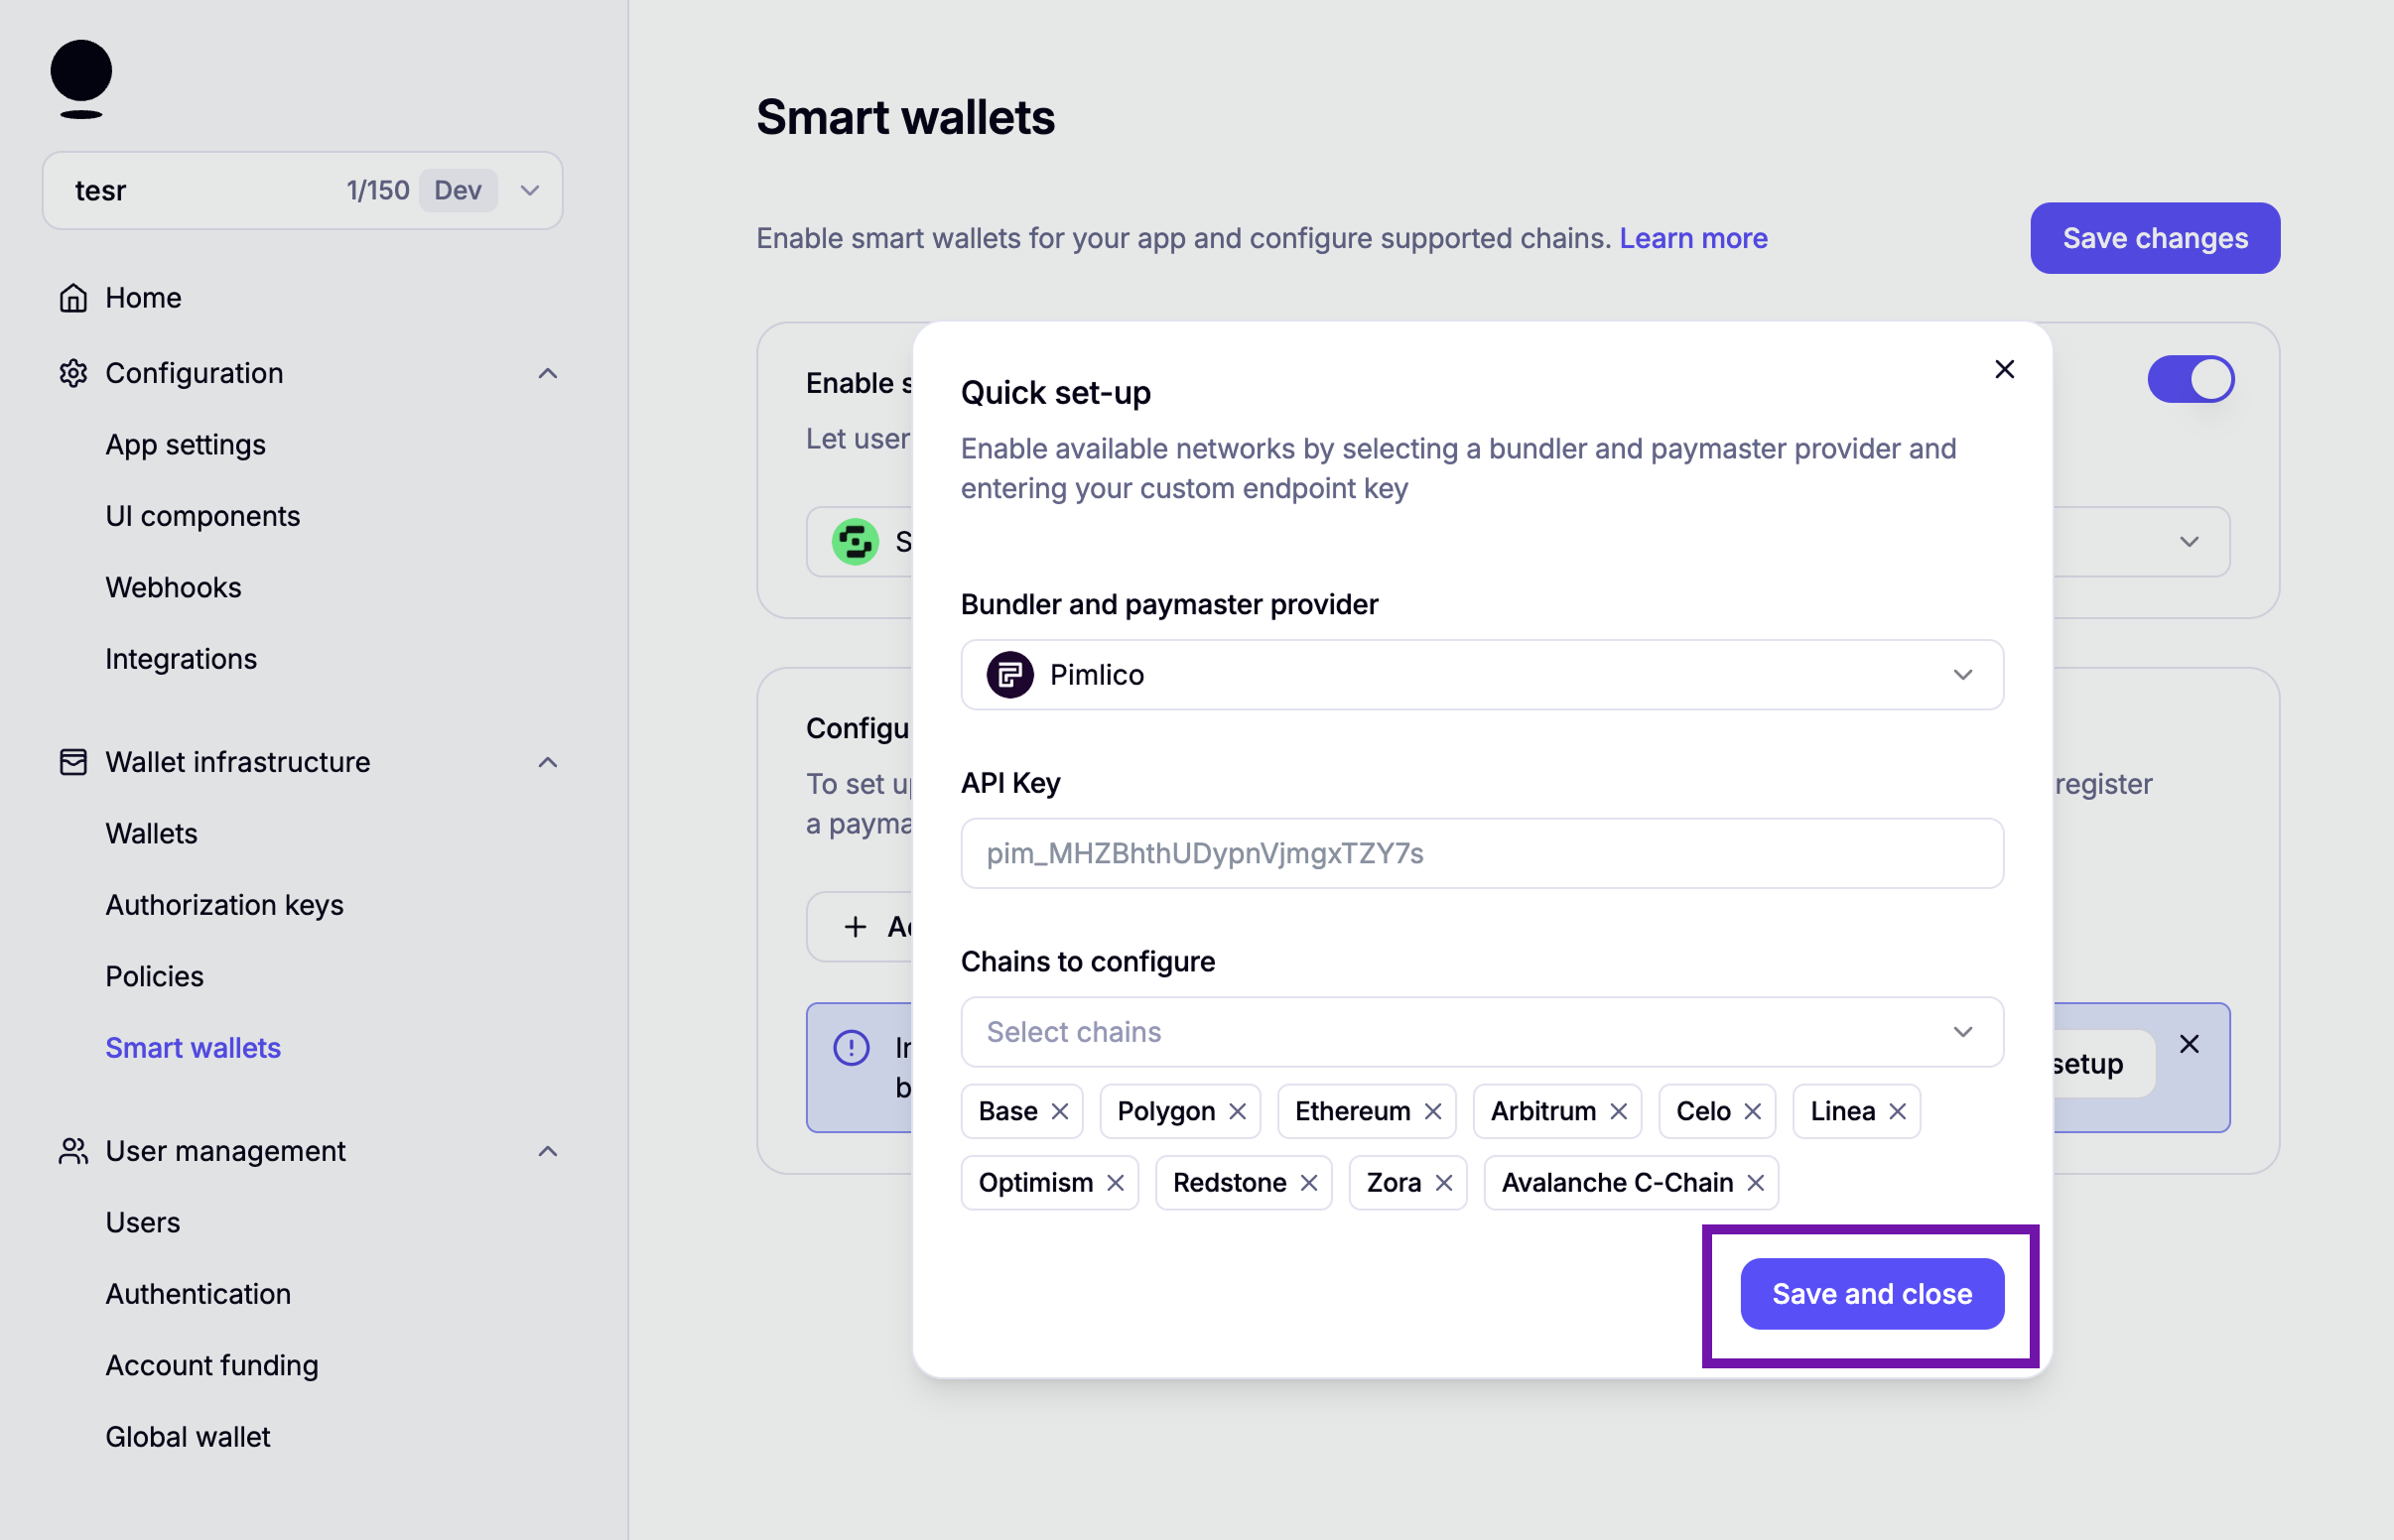 tesr 1/150 Dev
Home
Configuration
App settings
UI components
Webhooks
Integrations
Wallet infrastructure
Wallets
Authorization keys
Policies
Smart wallets
User management
Users
Authentication
Account funding
Global wallet
Smart wallets
Enable smart wallets for your app and configure supported chains. Learn more
Save changes
Enable
Let user
To set
a
register
setup
Quick set-up
Enable available networks by selecting a bundler and paymaster provider and
entering your custom endpoint key
Bundler and paymaster provider
Pimlico
API Key
pim_MHZBhthUDypnVjmgxTZY7s
Chains to configure
Select chains
Base Polygon Ethereum Arbitrum Celo Linea
Optimism Redstone Zora Avalanche C-Chain
Save and close